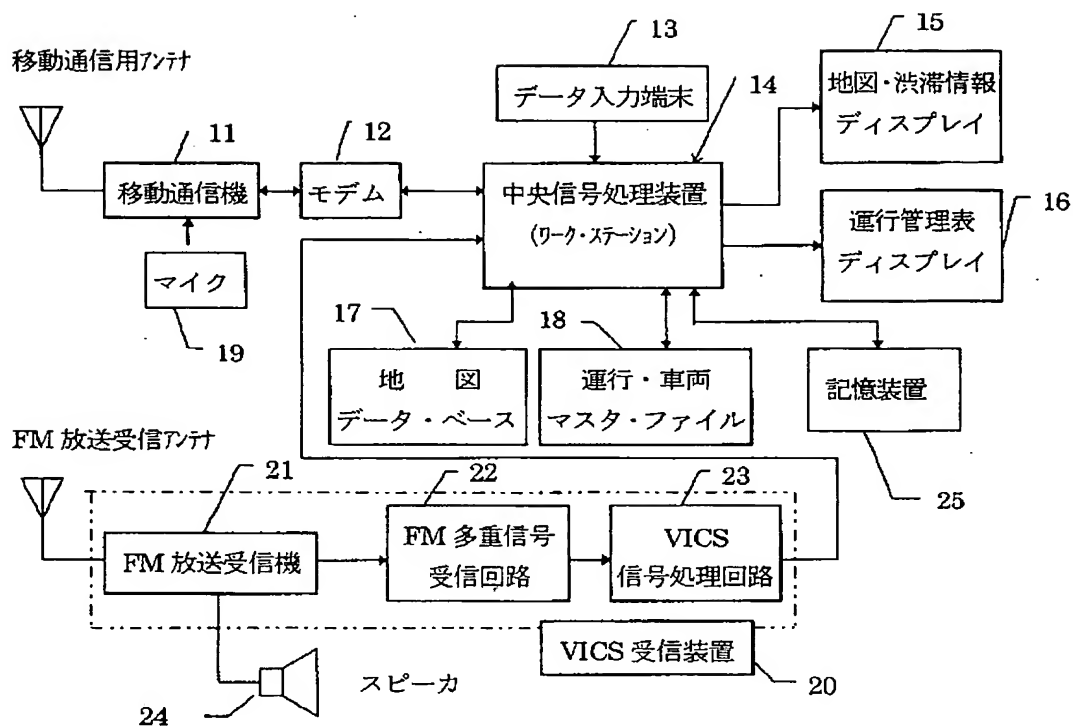 移動通信用アンテナ
11
移動通信機
12
モデム
マイク
19
13
データ入力端末
14
中央信号処理装置
(ワーク・ステーション)
15
地図・渋滞情報
ディスプレイ
16
運行管理表
ディスプレイ
17
地 図
データ・ベース
18
運行・車両
マスタ・ファイル
記憶装置
25
FM 放送受信アンテナ
21
FM 放送受信機
22
FM 多重信号
受信回路
23
VICS
信号処理回路
VICS 受信装置
20
スピーカ
24